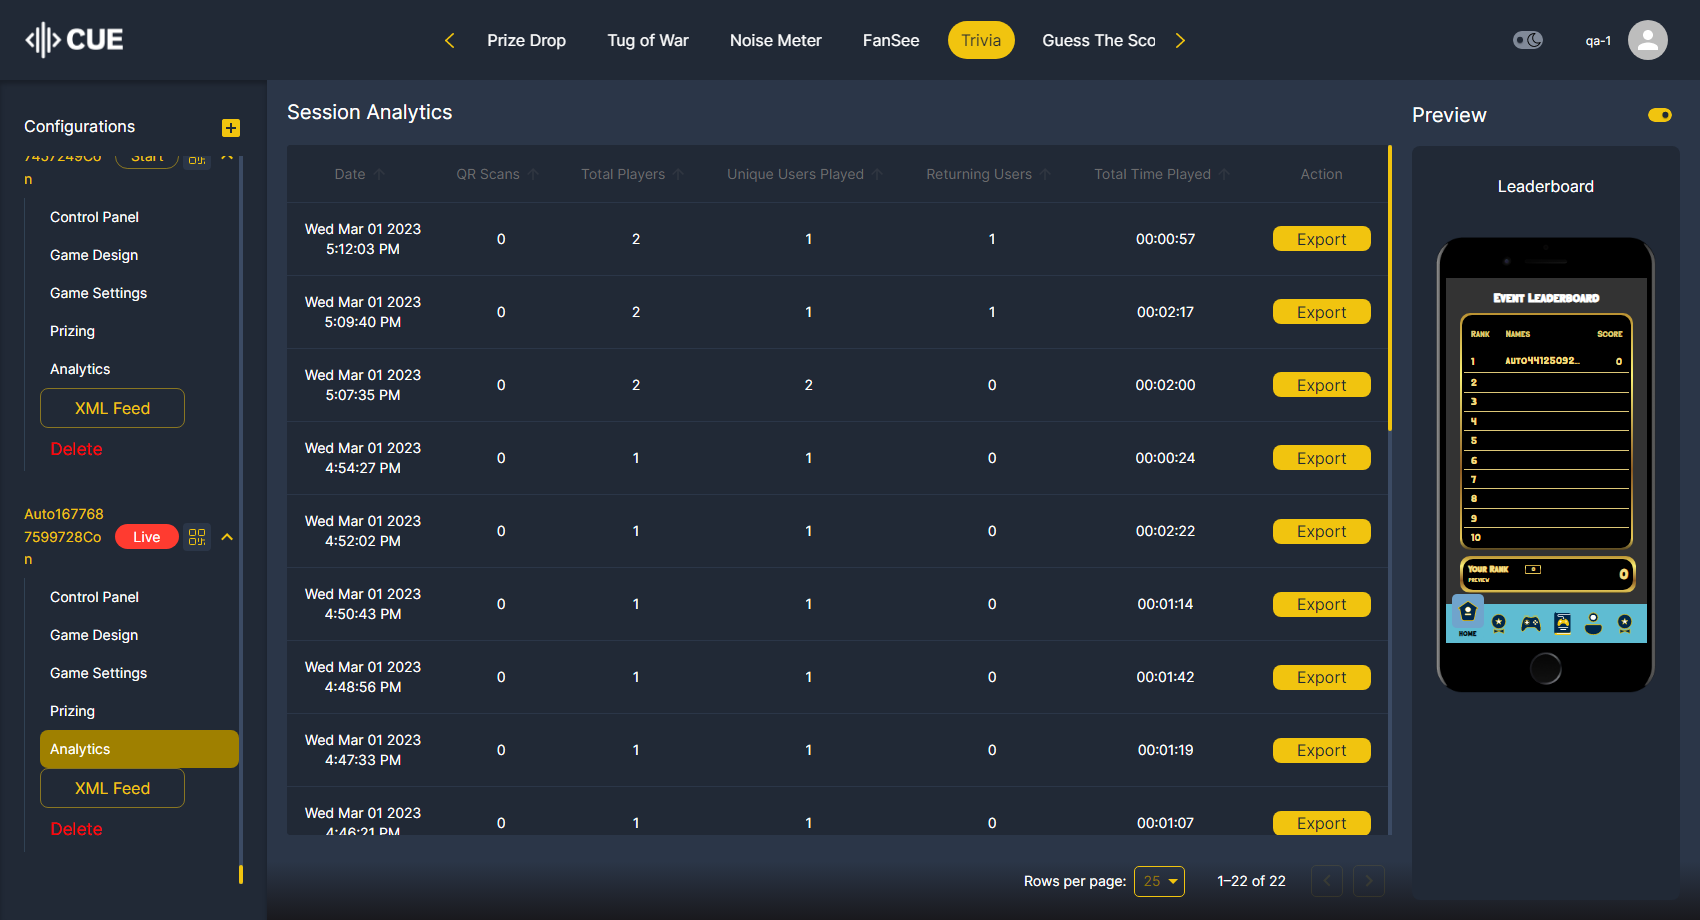 CUE
Prize Drop
Tug of War
Noise Meter
FanSee
Trivia
Guess The Sco
qa-1
Configurations
7457249Co
n
Start
Control Panel
Game Design
Game Settings
Prizing
Analytics
XML Feed
Delete
Auto167768
7599728Co
n
Live
Control Panel
Game Design
Game Settings
Prizing
Analytics
XML Feed
Delete
Session Analytics
Date QR Scans Total Players Unique Users Played Returning Users Total Time Played Action
Wed Mar 01 2023
5:12:03 PM 0 2 1 1 00:00:57 Export
Wed Mar 01 2023
5:09:40 PM 0 2 1 1 00:02:17 Export
Wed Mar 01 2023
5:07:35 PM 0 2 2 0 00:02:00 Export
Wed Mar 01 2023
4:54:27 PM 0 1 1 0 00:00:24 Export
Wed Mar 01 2023
4:52:02 PM 0 1 1 0 00:02:22 Export
Wed Mar 01 2023
4:50:43 PM 0 1 1 0 00:01:14 Export
Wed Mar 01 2023
4:48:56 PM 0 1 1 0 00:01:42 Export
Wed Mar 01 2023
4:47:33 PM 0 1 1 0 00:01:19 Export
Wed Mar 01 2023
4:46:21 PM 0 1 1 0 00:01:07 Export
Rows per page: 25 1–22 of 22
Preview
Leaderboard
Event Leaderboard
Rank Names Score
1 AUTO44125092... 0
2
3
4
5
6
7
8
9
10
Your Rank 0
PREVIEW
0
HOME